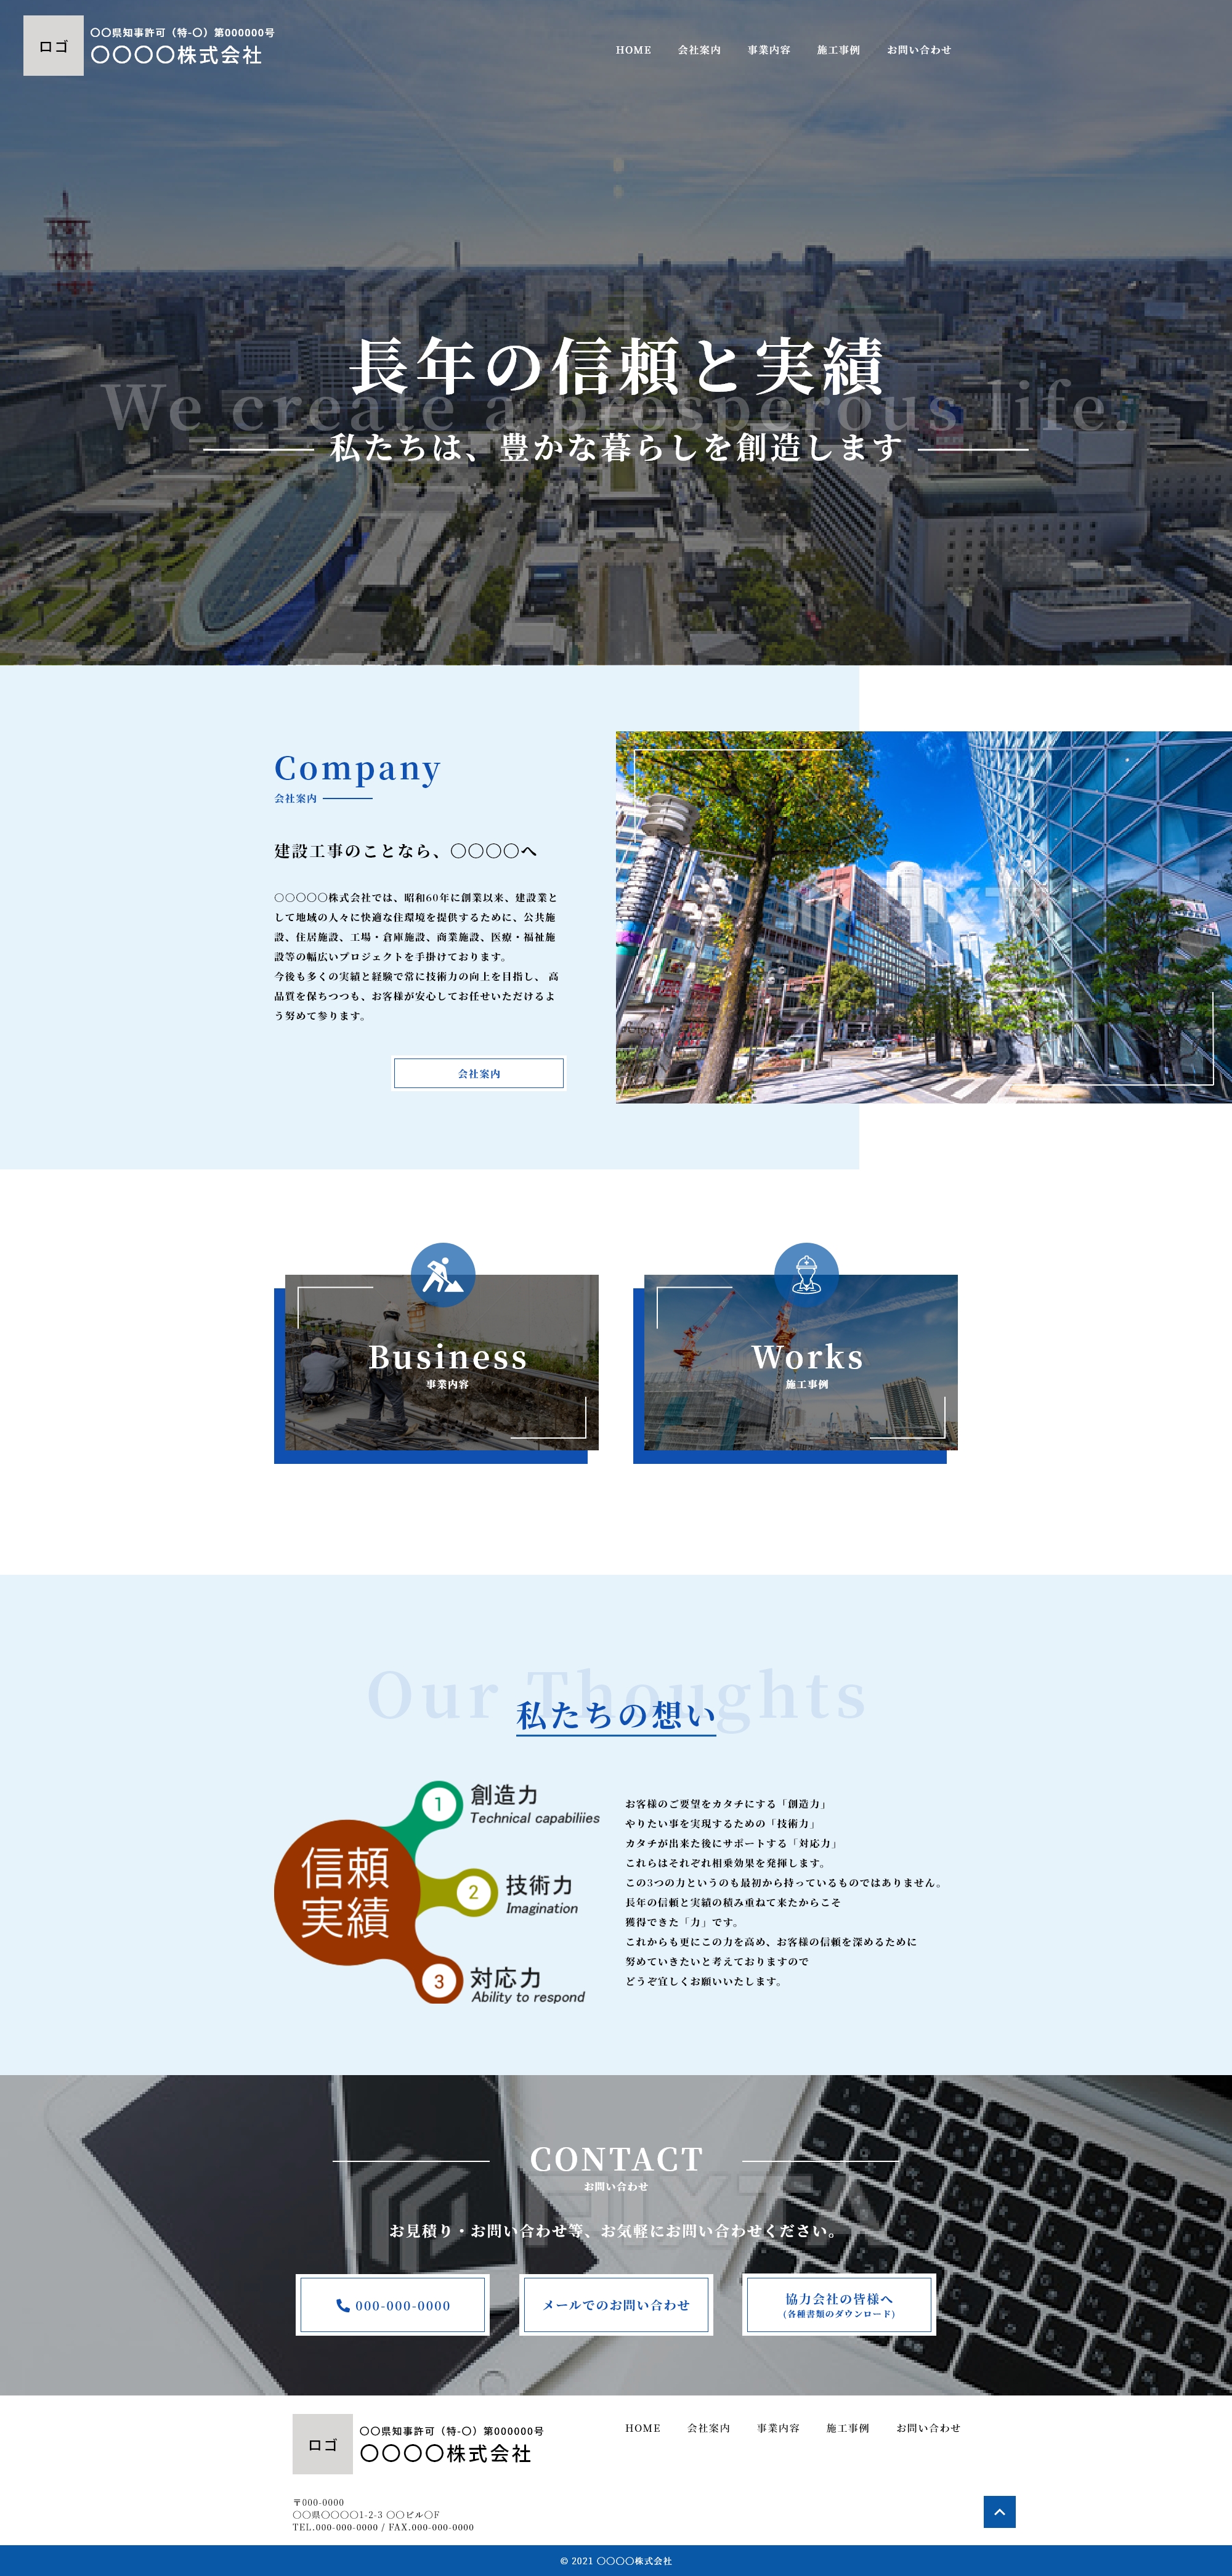 ロゴ
〇〇県知事許可（特-〇）第000000号
〇〇〇〇株式会社
HOME 会社案内 事業内容 施工事例 お問い合わせ
FIXTA
長年の信頼と実績
We create a prosperous life.
私たちは、豊かな暮らしを創造します
Company
会社案内
建設工事のことなら、〇〇〇〇へ
〇〇〇〇〇株式会社では、昭和60年に創業以来、建設業と
して地域の人々に快適な住環境を提供するために、公共施
設、住居施設、工場・倉庫施設、商業施設、医療・福祉施
設等の幅広いプロジェクトを手掛けております。
今後も多くの実績と経験で常に技術力の向上を目指し、 高
品質を保ちつつも、お客様が安心してお任せいただけるよ
う努めて参ります。
会社案内
FIXTA
Business
事業内容
Works
施工事例
Our Thoughts
私たちの想い
信頼
実績
1
創造力
Technical capabiliies
2
技術力
Imagination
3
対応力
Ability to respond
お客様のご要望をカタチにする「創造力」
やりたい事を実現するための「技術力」
カタチが出来た後にサポートする「対応力」
これらはそれぞれ相乗効果を発揮します。
この3つの力というのも最初から持っているものではありません。
長年の信頼と実績の積み重ねて来たからこそ
獲得できた「力」です。
これからも更にこの力を高め、お客様の信頼を深めるために
努めていきたいと考えておりますので
どうぞ宜しくお願いいたします。
CONTACT
お問い合わせ
FIXTA
お見積り・お問い合わせ等、お気軽にお問い合わせください。
000-000-0000
メールでのお問い合わせ
協力会社の皆様へ
(各種書類のダウンロード)
ロゴ
〇〇県知事許可（特-〇）第000000号
〇〇〇〇株式会社
HOME 会社案内 事業内容 施工事例 お問い合わせ
〒000-0000
〇〇県〇〇〇〇1-2-3 〇〇ビル〇F
TEL.000-000-0000 / FAX.000-000-0000
© 2021 〇〇〇〇株式会社